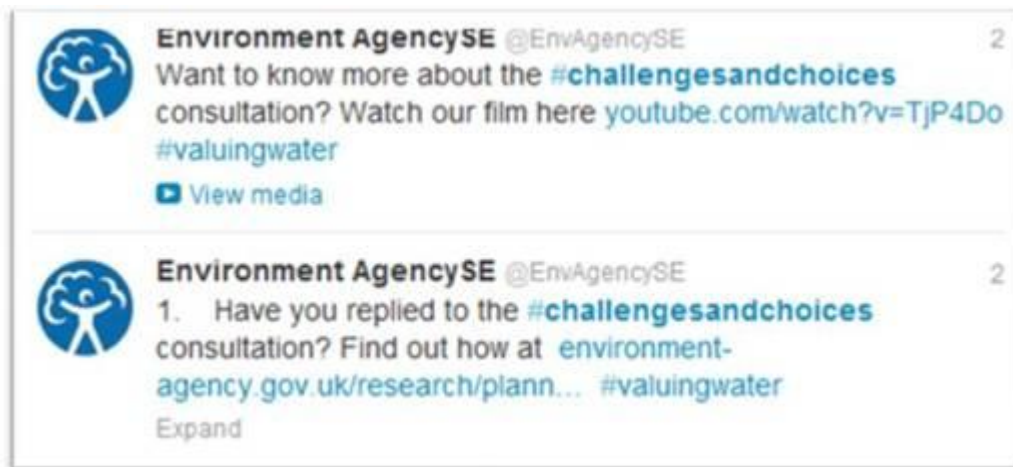 Environment AgencySE @EnvAgencySE 2
Want to know more about the #challengesandchoices
consultation? Watch our film here youtube.com/watch?v=TjP4Do
#valuingwater
View media
Environment AgencySE @EnvAgencySE 2
1. Have you replied to the #challengesandchoices
consultation? Find out how at environment-
agency.gov.uk/research/plann... #valuingwater
Expand